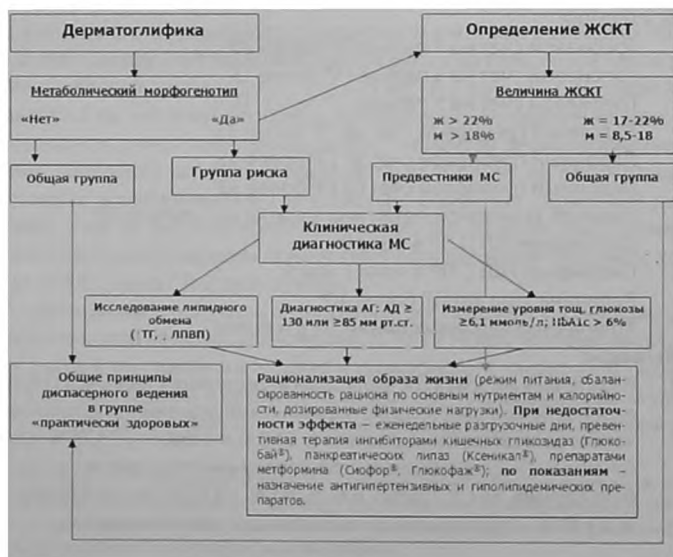 Дерматоглифика
Определение ЖСКТ
Метаболический морфогенотип
«Нет» «Да»
Величина ЖСКТ
ж > 22% ж = 17-22%
м > 18% м = 8,5-18
Общая группа
Группа риска
Предвестники МС
Общая группа
Клиническая
диагностика МС
Исследование липидного
обмена
( ТГ, , ЛПВП)
Диагностика АГ: АД ≥
130 или ≥85 мм рт.ст.
Измерение уровня тощ. глюкозы
≥6,1 ммоль/л; HbA1c > 6%
Общие принципы
диспасерного ведения
в группе
«практически здоровых»
Рационализация образа жизни (режим питания, сбалан-
сированность рациона по основным нутриентам и калорийно-
сти, дозированные физические нагрузки). При недостаточ-
ности эффекта – еженедельные разгрузочные дни, превен-
тивная терапия ингибиторами кишечных гликозидаз (Глюко-
бай®), панкреатических липаз (Ксеникал®), препаратами
метформина (Сиофор®, Глюкофаж®); по показаниям –
назначение антигипертензивных и гиполипидемических пре-
паратов.